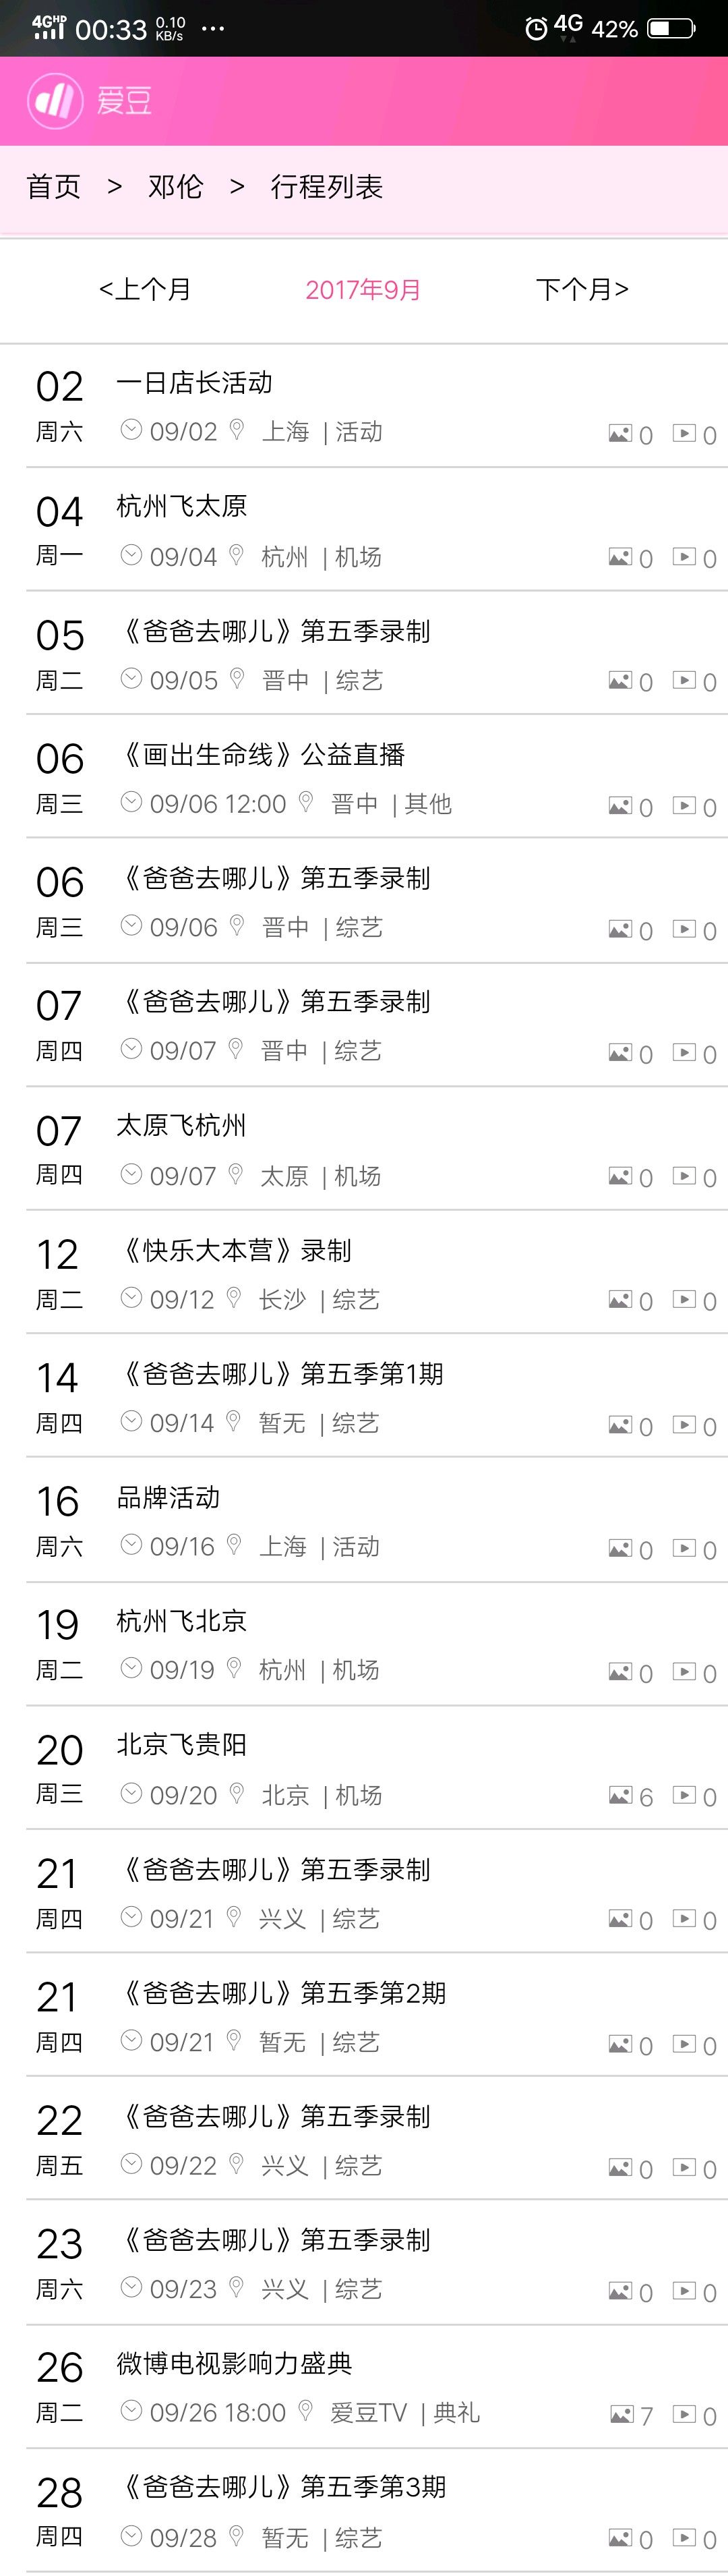 4GHD 00:33 0.10 KB/s ... 4G 42%
爱豆
首页 > 邓伦 > 行程列表
<上个月 2017年9月 下个月>
02 一日店长活动
周六 09/02 上海 | 活动 0 0
04 杭州飞太原
周一 09/04 杭州 | 机场 0 0
05 《爸爸去哪儿》第五季录制
周二 09/05 晋中 | 综艺 0 0
06 《画出生命线》公益直播
周三 09/06 12:00 晋中 | 其他 0 0
06 《爸爸去哪儿》第五季录制
周三 09/06 晋中 | 综艺 0 0
07 《爸爸去哪儿》第五季录制
周四 09/07 晋中 | 综艺 0 0
07 太原飞杭州
周四 09/07 太原 | 机场 0 0
12 《快乐大本营》录制
周二 09/12 长沙 | 综艺 0 0
14 《爸爸去哪儿》第五季第1期
周四 09/14 暂无 | 综艺 0 0
16 品牌活动
周六 09/16 上海 | 活动 0 0
19 杭州飞北京
周二 09/19 杭州 | 机场 0 0
20 北京飞贵阳
周三 09/20 北京 | 机场 6 0
21 《爸爸去哪儿》第五季录制
周四 09/21 兴义 | 综艺 0 0
21 《爸爸去哪儿》第五季第2期
周四 09/21 暂无 | 综艺 0 0
22 《爸爸去哪儿》第五季录制
周五 09/22 兴义 | 综艺 0 0
23 《爸爸去哪儿》第五季录制
周六 09/23 兴义 | 综艺 0 0
26 微博电视影响力盛典
周二 09/26 18:00 爱豆TV | 典礼 7 0
28 《爸爸去哪儿》第五季第3期
周四 09/28 暂无 | 综艺 0 0